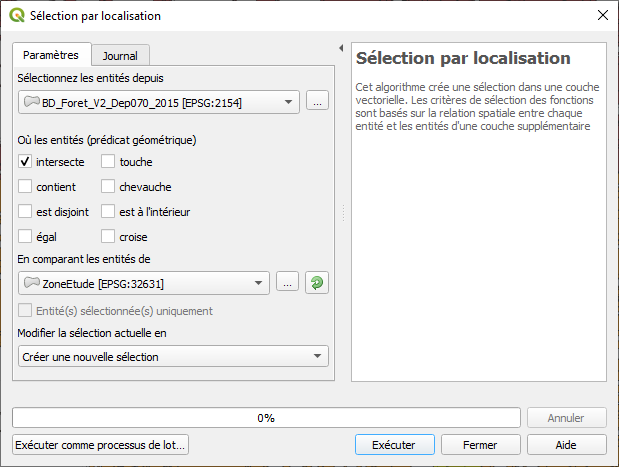 Sélection par localisation
Paramètres
Journal
Sélectionnez les entités depuis
BD_Foret_V2_Dep070_2015 [EPSG:2154]
...
Où les entités (prédicat géométrique)
intersecte
touche
contient
chevauche
est disjoint
est à l'intérieur
égal
croise
En comparant les entités de
ZoneEtude [EPSG:32631]
...
Entité(s) sélectionnée(s) uniquement
Modifier la sélection actuelle en
Créer une nouvelle sélection
Sélection par localisation
Cet algorithme crée une sélection dans une couche
vectorielle. Les critères de sélection des fonctions
sont basés sur la relation spatiale entre chaque
entité et les entités d'une couche supplémentaire
0%
Annuler
Exécuter comme processus de lot...
Exécuter
Fermer
Aide